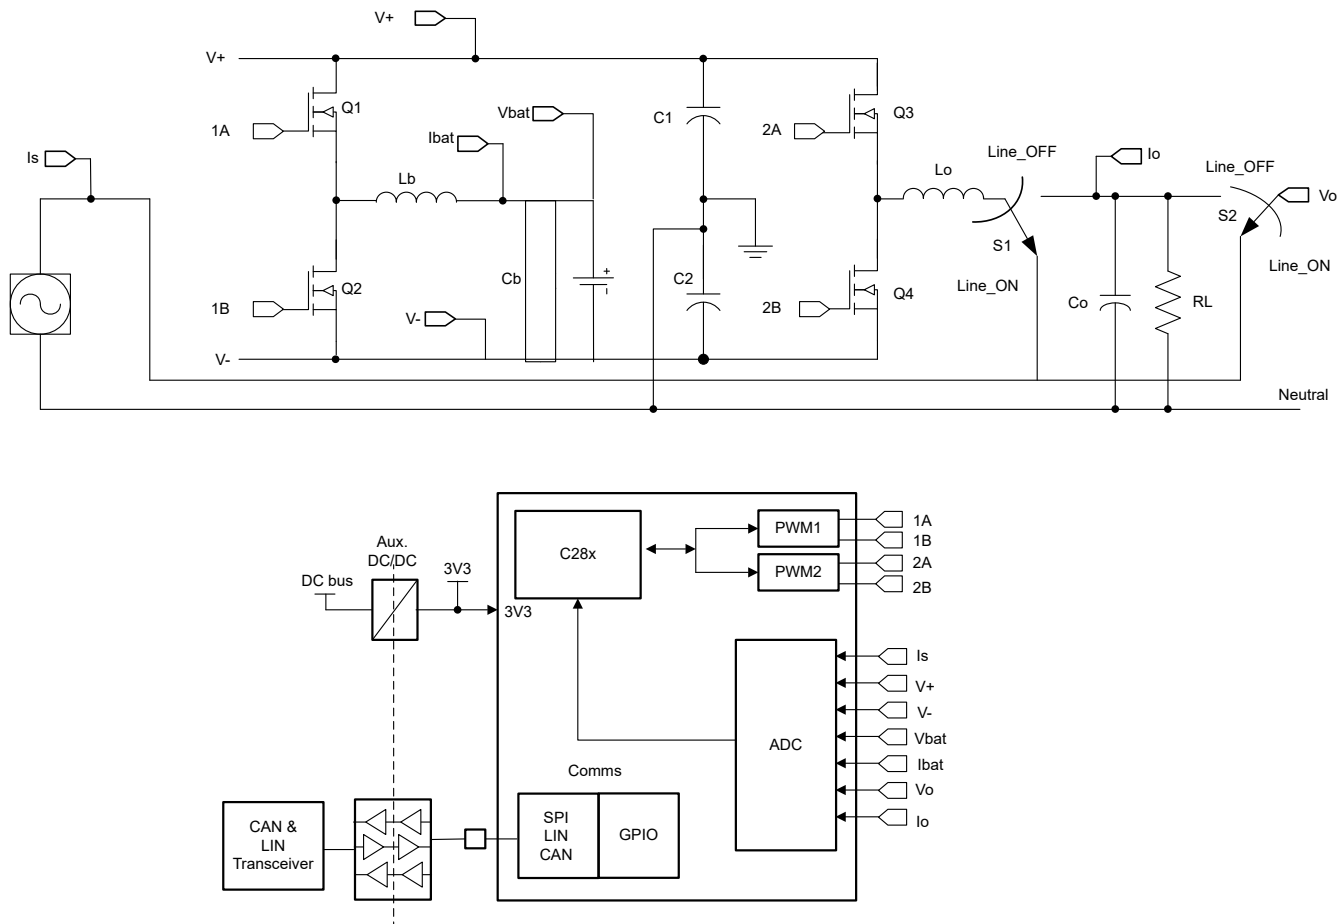 V+
V+
Q1
1A
Is
Vbat
Ibat
C1
Q3
2A
Line_OFF
Io
Line_OFF
Lb
Lo
Vo
S2
S1
Q2
1B
Cb
+
-
C2
Q4
2B
Line_ON
Line_ON
Co
RL
V-
V-
Neutral
Aux.
DC/DC
DC bus
3V3
3V3
C28x
PWM1
PWM2
1A
1B
2A
2B
ADC
Is
V+
V-
Vbat
Ibat
Vo
Io
Comms
SPI
LIN
CAN
GPIO
CAN &
LIN
Transceiver